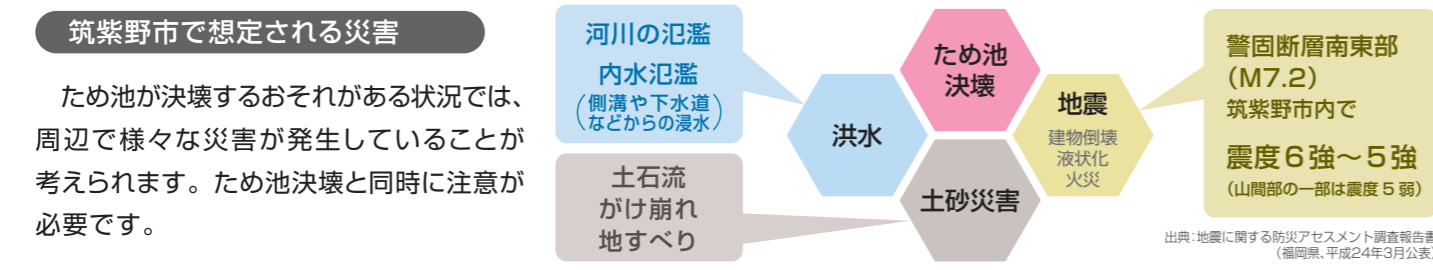 筑紫野市で想定される災害
ため池が決壊するおそれがある状況では、
周辺で様々な災害が発生していることが
考えられます。ため池決壊と同時に注意が
必要です。
河川の氾濫
内水氾濫
(側溝や下水道
などからの浸水)
土石流
がけ崩れ
地すべり
洪水
ため池
決壊
土砂災害
地震
建物倒壊
液状化
火災
警固断層南東部
(M7.2)
筑紫野市内で
震度6強～5強
(山間部の一部は震度5弱)
出典:地震に関する防災アセスメント調査報告書
(福岡県、平成24年3月公表)